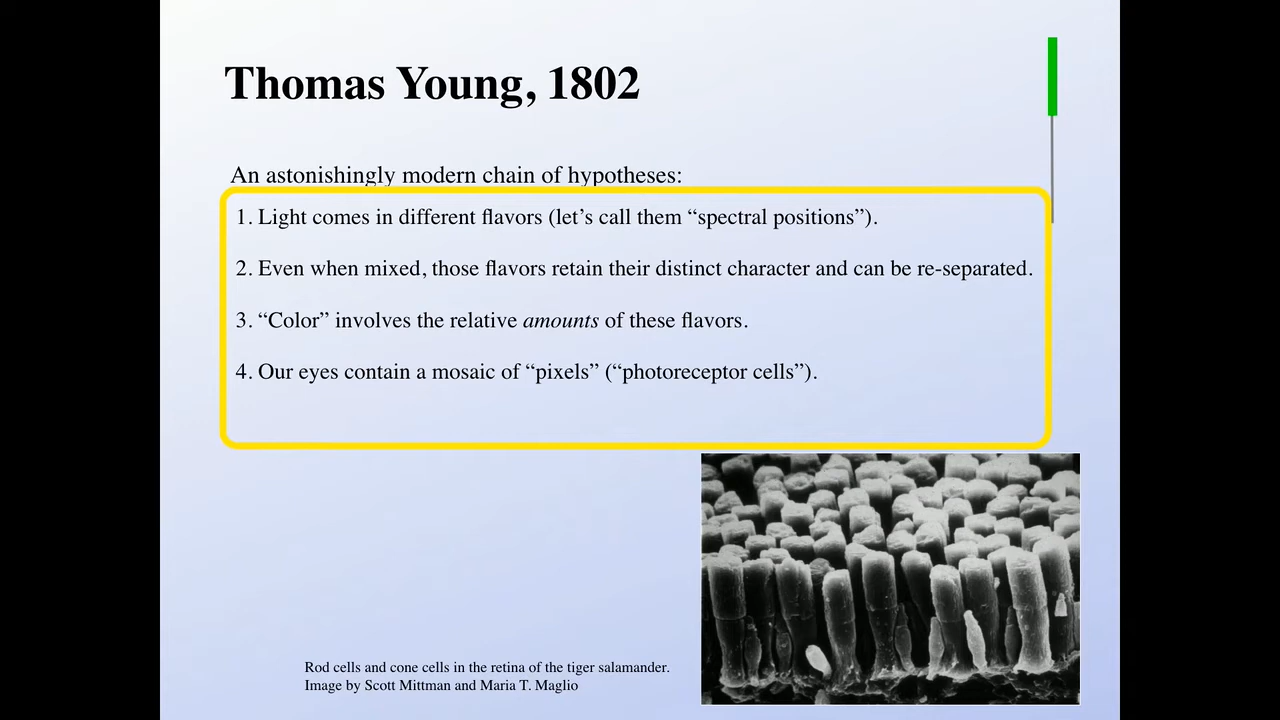 Thomas Young, 1802
An astonishingly modern chain of hypotheses:
1. Light comes in different flavors (let’s call them “spectral positions”).
2. Even when mixed, those flavors retain their distinct character and can be re-separated.
3. “Color” involves the relative amounts of these flavors.
4. Our eyes contain a mosaic of “pixels” (“photoreceptor cells”).
Rod cells and cone cells in the retina of the tiger salamander.
Image by Scott Mittman and Maria T. Maglio